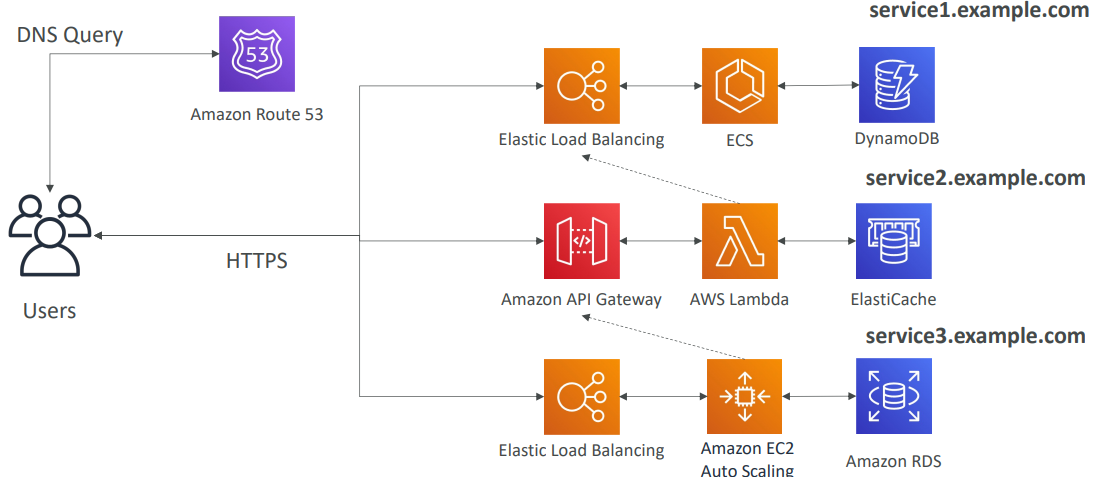 service1.example.com
DNS Query
53
Amazon Route 53
Elastic Load Balancing
ECS
DynamoDB
service2.example.com
HTTPS
Users
</>
Amazon API Gateway
AWS Lambda
ElastiCache
service3.example.com
Elastic Load Balancing
Amazon EC2
Auto Scaling
Amazon RDS